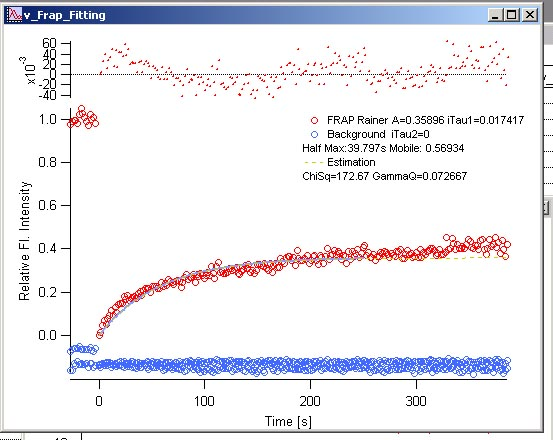 v_Frap_Fitting
60
40
20
0
-20
-40
x10-3
1.0
0.8
0.6
0.4
0.2
0.0
Relative Fl. Intensity
FRAP Rainer A=0.35896 iTau1=0.017417
Background iTau2=0
Half Max:39.797s Mobile: 0.56934
Estimation
ChiSq=172.67 GammaQ=0.072667
0 100 200 300
Time [s]